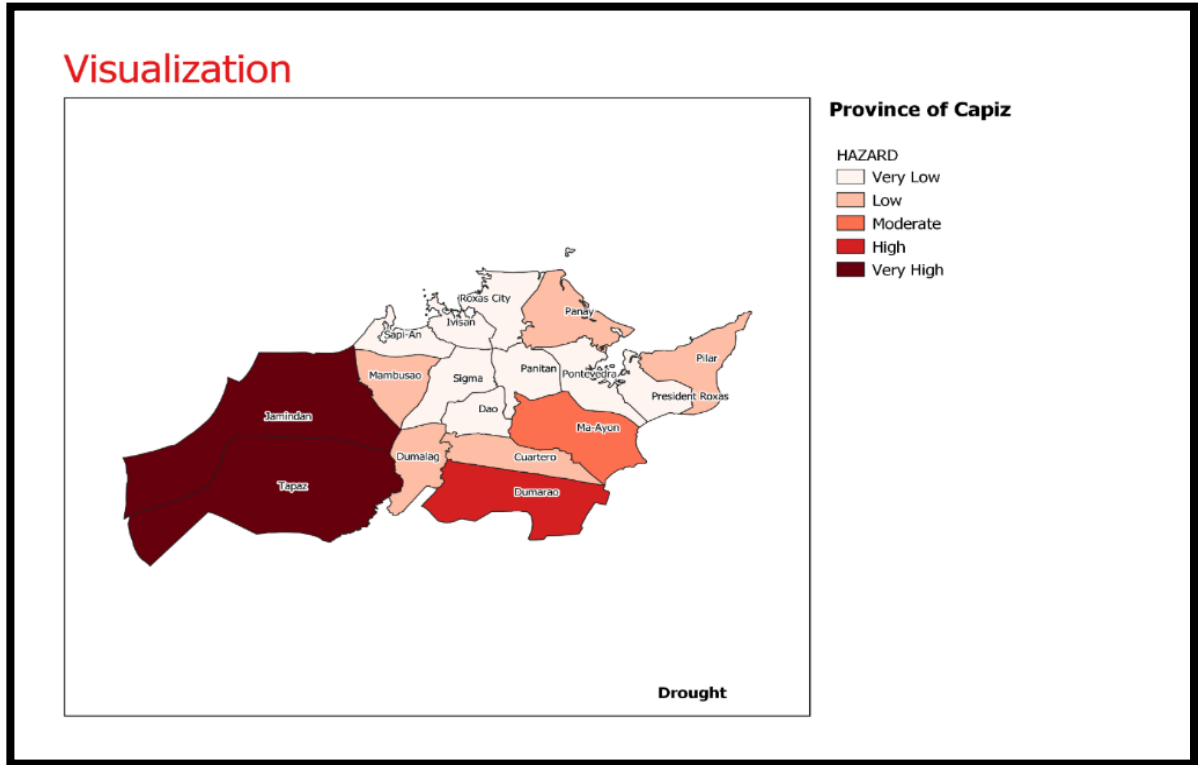 Visualization
Province of Capiz
HAZARD
Very Low
Low
Moderate
High
Very High
Roxas City
Panay
Ivisan
Sapi-An
Pilar
Panitan
Pontevedra
Mambusao
Sigma
President Roxas
Dao
Jamindan
Ma-Ayon
Dumalag
Cuartero
Tapaz
Dumarao
Drought